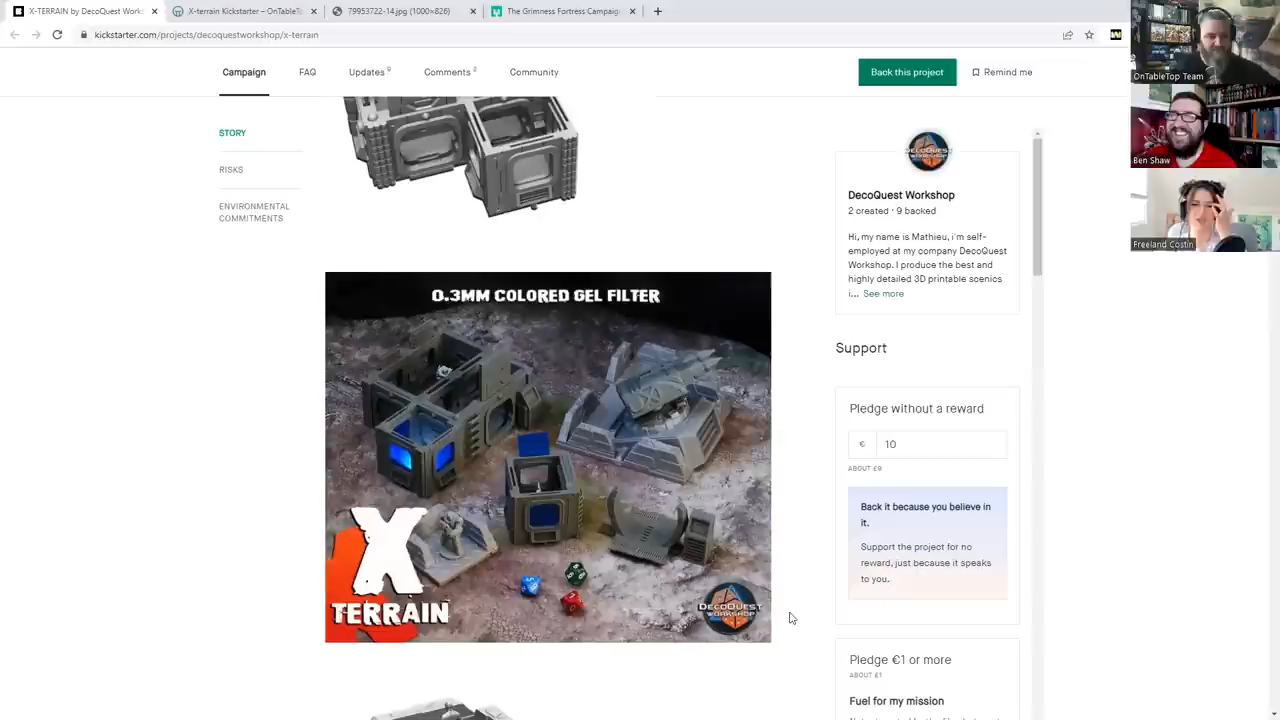 X-TERRAIN by DecoQuest Works
X-terrain Kickstarter – OnTableTo
79953722-14.jpg (1000×826)
The Grimness Fortress Campaign
kickstarter.com/projects/decoquestworkshop/x-terrain
Campaign
FAQ
Updates 9
Comments 2
Community
Back this project
Remind me
STORY
RISKS
ENVIRONMENTAL
COMMITMENTS
0.3MM COLORED GEL FILTER
X
TERRAIN
DECOQUEST
WORKSHOP
DecoQuest Workshop
2 created · 9 backed
Hi, my name is Mathieu, i'm self-
employed at my company DecoQuest
Workshop. I produce the best and
highly detailed 3D printable scenics
i... See more
Support
Pledge without a reward
€ 10
ABOUT £9
Back it because you believe in
it.
Support the project for no
reward, just because it speaks
to you.
Pledge €1 or more
ABOUT £1
Fuel for my mission
OnTableTop Team
Ben Shaw
Freeland Costin